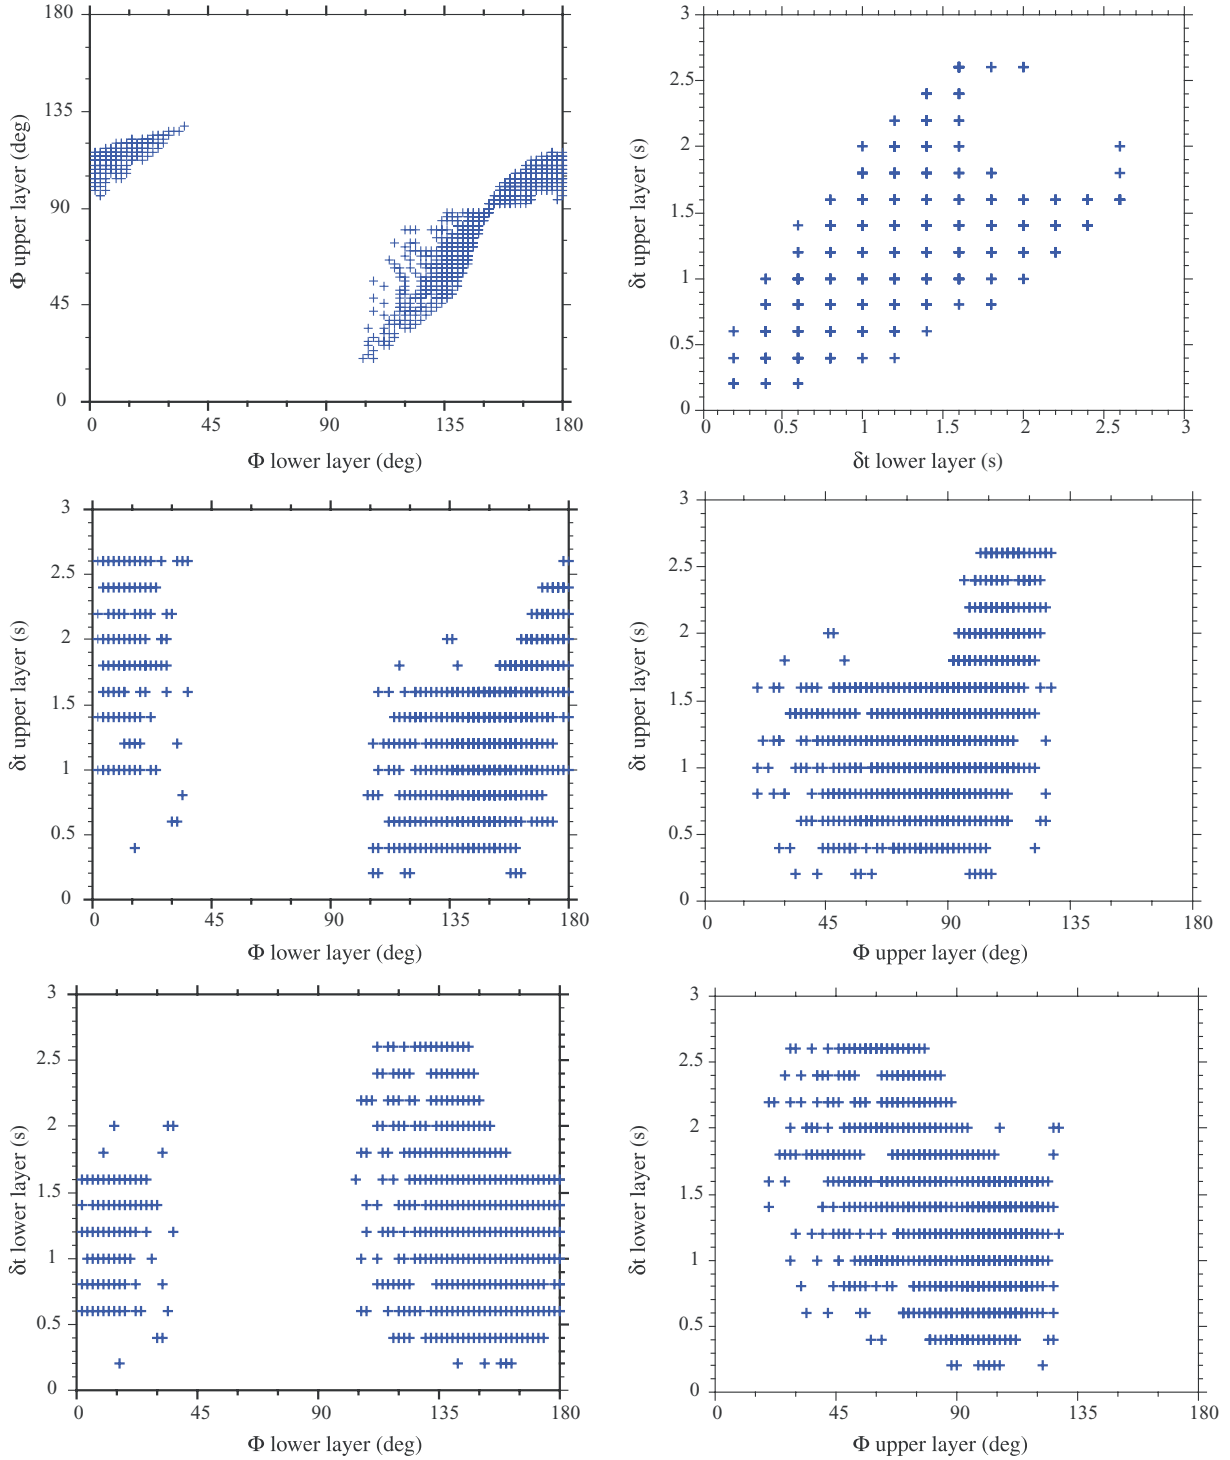 180
135
90
45
0
Φ upper layer (deg)
0 45 90 135 180
Φ lower layer (deg)
3
2.5
2
1.5
1
0.5
0
δt upper layer (s)
0 0.5 1 1.5 2 2.5 3
δt lower layer (s)
3
2.5
2
1.5
1
0.5
0
δt upper layer (s)
0 45 90 135 180
Φ lower layer (deg)
3
2.5
2
1.5
1
0.5
0
δt upper layer (s)
0 45 90 135 180
Φ upper layer (deg)
3
2.5
2
1.5
1
0.5
0
δt lower layer (s)
0 45 90 135 180
Φ lower layer (deg)
3
2.5
2
1.5
1
0.5
0
δt lower layer (s)
0 45 90 135 180
Φ upper layer (deg)